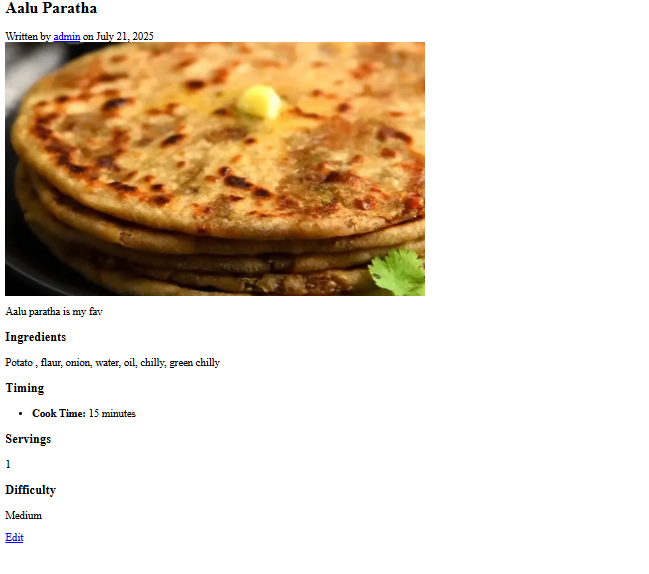 Aalu Paratha
Written by admin on July 21, 2025
Aalu paratha is my fav
Ingredients
Potato , flaur, onion, water, oil, chilly, green chilly
Timing
• Cook Time: 15 minutes
Servings
1
Difficulty
Medium
Edit